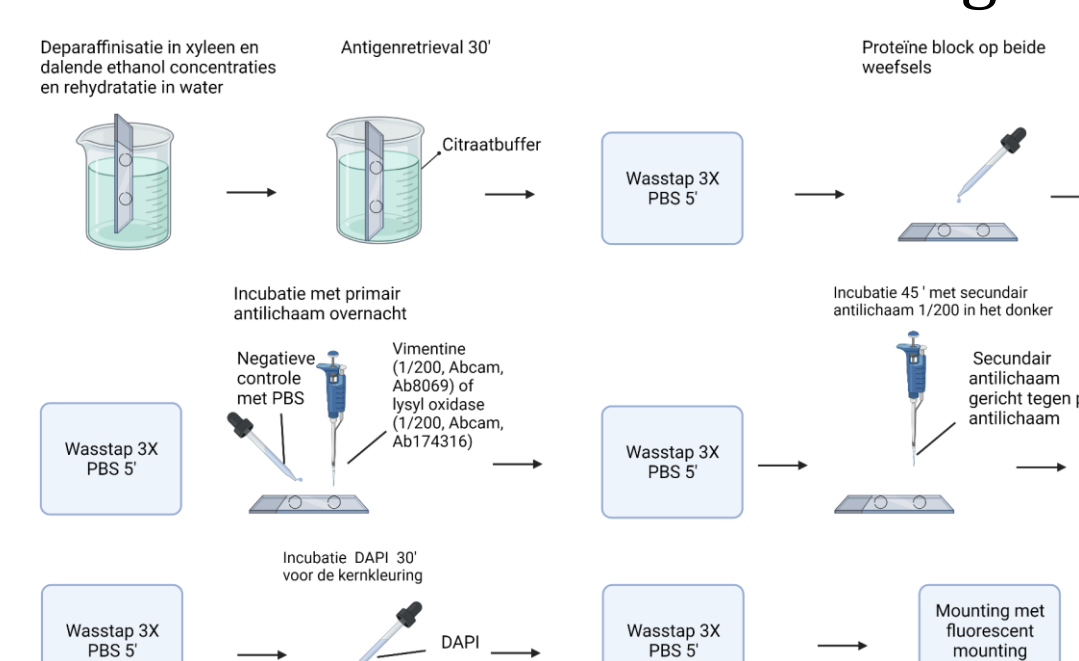 Deparaffinisatie in xyleen en
dalende ethanol concentraties
en rehydratatie in water
Antigenretrieval 30'
Citraatbuffer
Wasstap 3X
PBS 5'
Proteïne block op beide
weefsels
Wasstap 3X
PBS 5'
Incubatie met primair
antilichaam overnacht
Negatieve
controle
met PBS
Vimentine
(1/200, Abcam,
Ab8069) of
lysyl oxidase
(1/200, Abcam,
Ab174316)
Wasstap 3X
PBS 5'
Incubatie 45 ' met secundair
antilichaam 1/200 in het donker
Secundair
antilichaam
gericht tegen
antilichaam
Wasstap 3X
PBS 5'
Incubatie DAPI 30'
voor de kernkleuring
DAPI
Wasstap 3X
PBS 5'
Mounting met
fluorescent
mounting